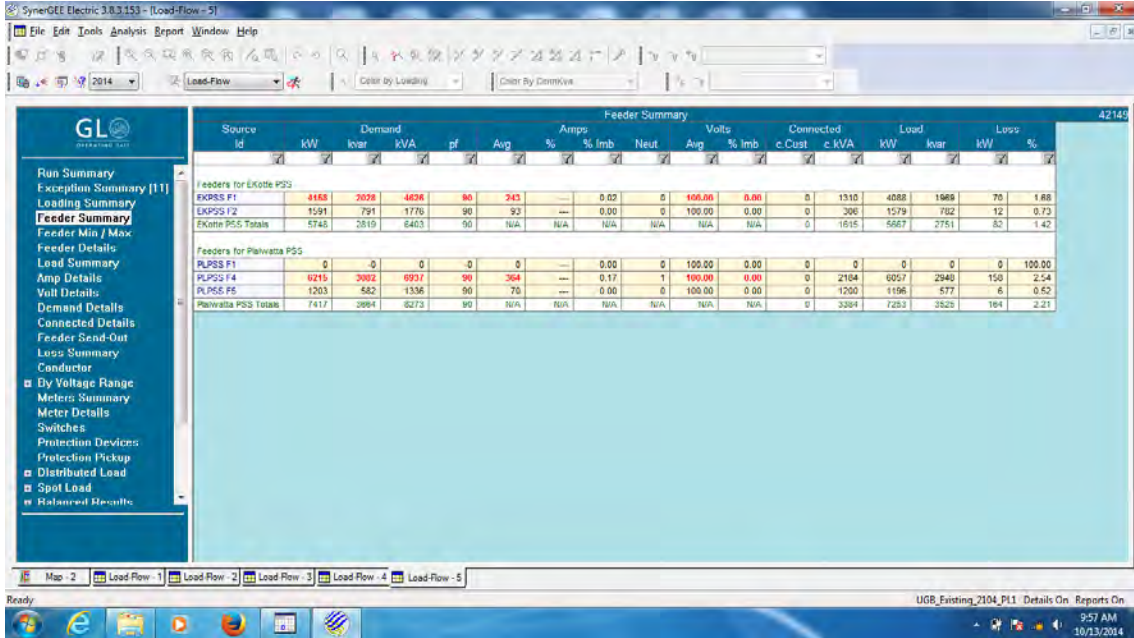 SynerGEE Electric 3.8.3.153 - [Load-Flow - 5]
File Edit Tools Analysis Report Window Help
2014 Load-Flow Color by Loading Color By ConnKva
GL
Feeder Summary 42149
Source Demand Amps Volts Connected Load Loss
Id kW kvar kVA pf Avg % % Imb Neut Avg % Imb c.Cust c.kVA kW kvar kW %
Feeders for EKotte PSS
EKPSS F1 4158 2028 4626 90 243 --- 0.02 0 100.00 0.00 0 1310 4088 1969 70 1.68
EKPSS F2 1591 791 1776 90 93 --- 0.00 0 100.00 0.00 0 306 1579 782 12 0.73
EKotte PSS Totals 5748 2819 6403 90 N/A N/A N/A N/A N/A N/A 0 1615 5667 2751 82 1.42
Feeders for Pialwatta PSS
PLPSS F1 0 -0 0 -0 0 --- 0.00 0 100.00 0.00 0 0 0 0 0 100.00
PLPSS F4 6215 3082 6937 90 364 --- 0.17 1 100.00 0.00 0 2184 6057 2948 158 2.54
PLPSS F5 1203 582 1336 90 70 --- 0.00 0 100.00 0.00 0 1200 1196 577 6 0.52
PSS Totals 7417 3664 8273 90 N/A N/A N/A N/A N/A N/A 0 3384 7253 3525 164 2.21
Run Summary
Exception Summary [11]
Loading Summary
Feeder Summary
Feeder Min / Max
Feeder Details
Load Summary
Amp Details
Volt Details
Demand Details
Connected Details
Feeder Send-Out
Loss Summary
Conductor
By Voltage Range
Meters Summary
Meter Details
Switches
Protection Devices
Protection Pickup
Distributed Load
Spot Load
Balanced Results
Map - 2 Load-Flow - 1 Load-Flow - 2 Load-Flow - 3 Load-Flow - 4 Load-Flow - 5
Ready UGB_Existing_2104_PL1 Details On Reports On
9:57 AM
10/13/2014